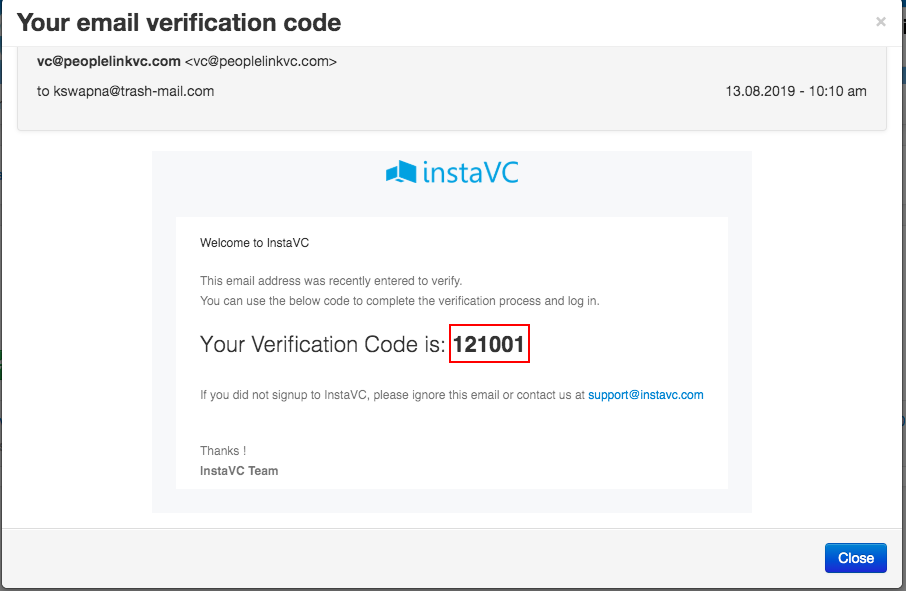 Your email verification code
×
vc@peoplelinkvc.com <vc@peoplelinkvc.com>
to kswapna@trash-mail.com 13.08.2019 - 10:10 am
instaVC
Welcome to InstaVC
This email address was recently entered to verify.
You can use the below code to complete the verification process and log in.
Your Verification Code is: 121001
If you did not signup to InstaVC, please ignore this email or contact us at support@instavc.com
Thanks !
InstaVC Team
Close